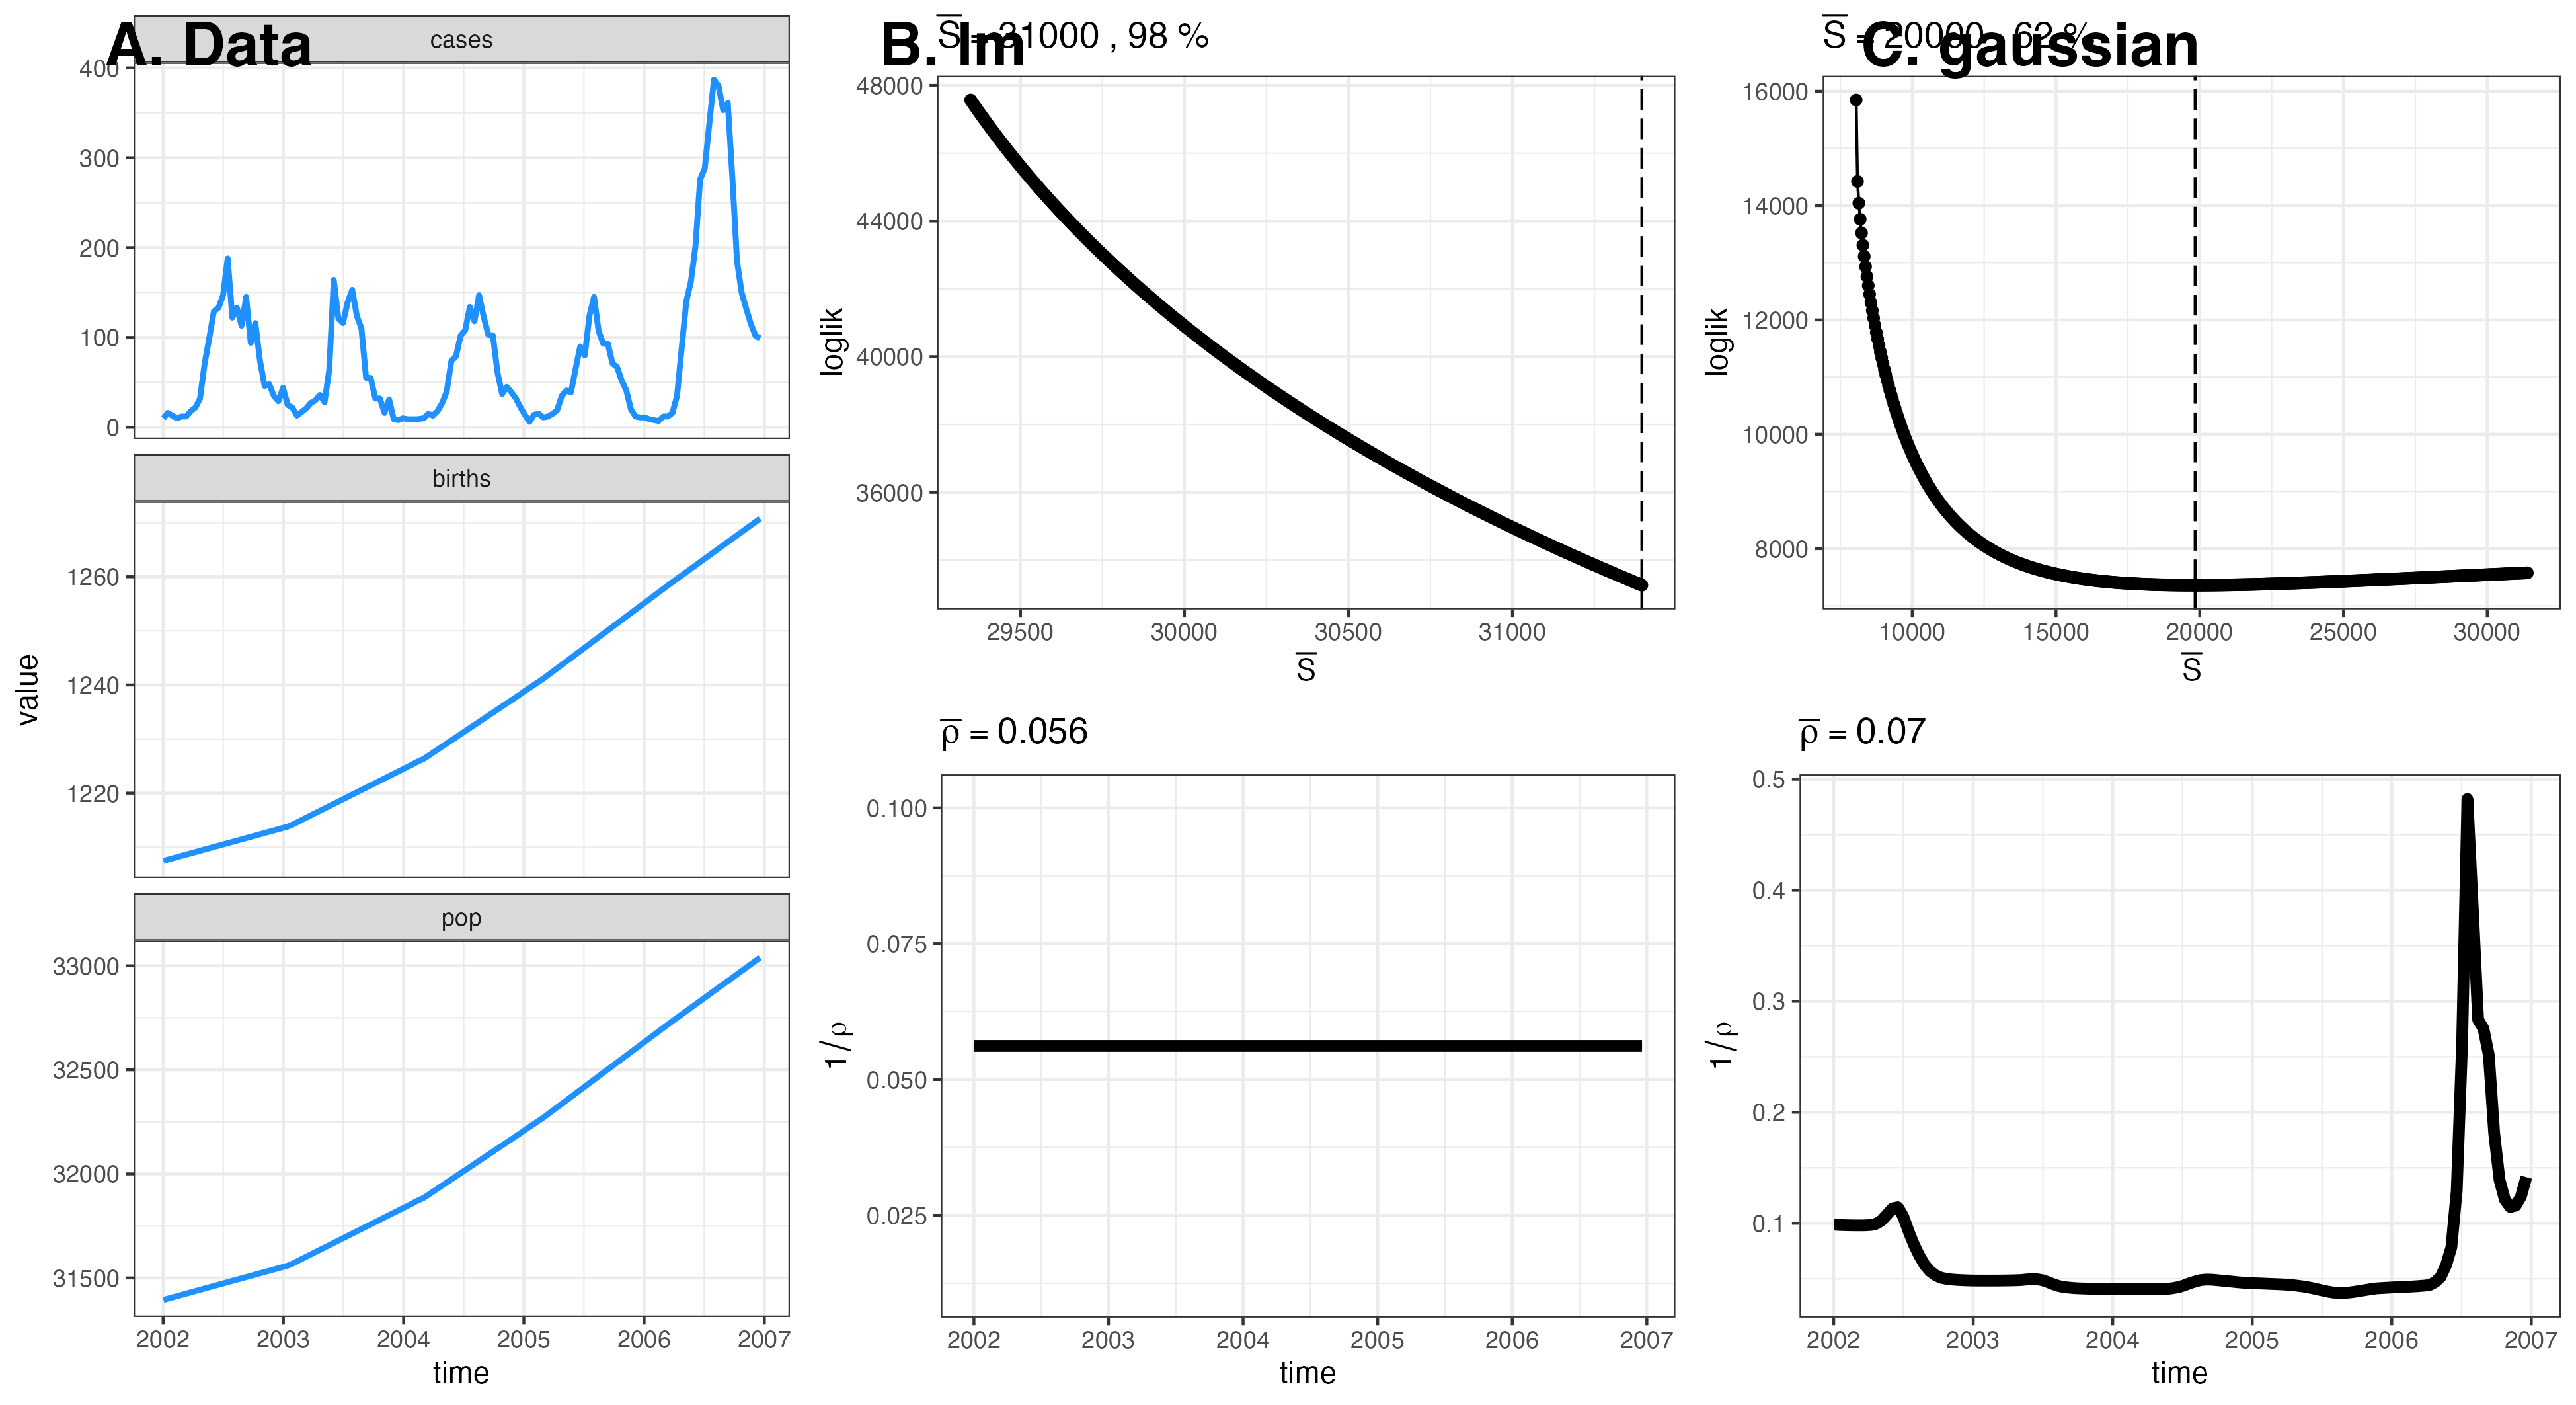 A. Data
cases
400
300
200
100
0
births
1260
1240
1220
pop
33000
32500
32000
31500
value
2002 2003 2004 2005 2006 2007
time
B. lm
S̅ = 31000 , 98 %
48000
44000
40000
36000
loglik
29500 30000 30500 31000
S̅
ρ̅ = 0.056
0.100
0.075
0.050
0.025
1/ρ
2002 2003 2004 2005 2006 2007
time
C. gaussian
S̅ = 20000 , 62 %
16000
14000
12000
10000
8000
loglik
10000 15000 20000 25000 30000
S̅
ρ̅ = 0.07
0.5
0.4
0.3
0.2
0.1
1/ρ
2002 2003 2004 2005 2006 2007
time